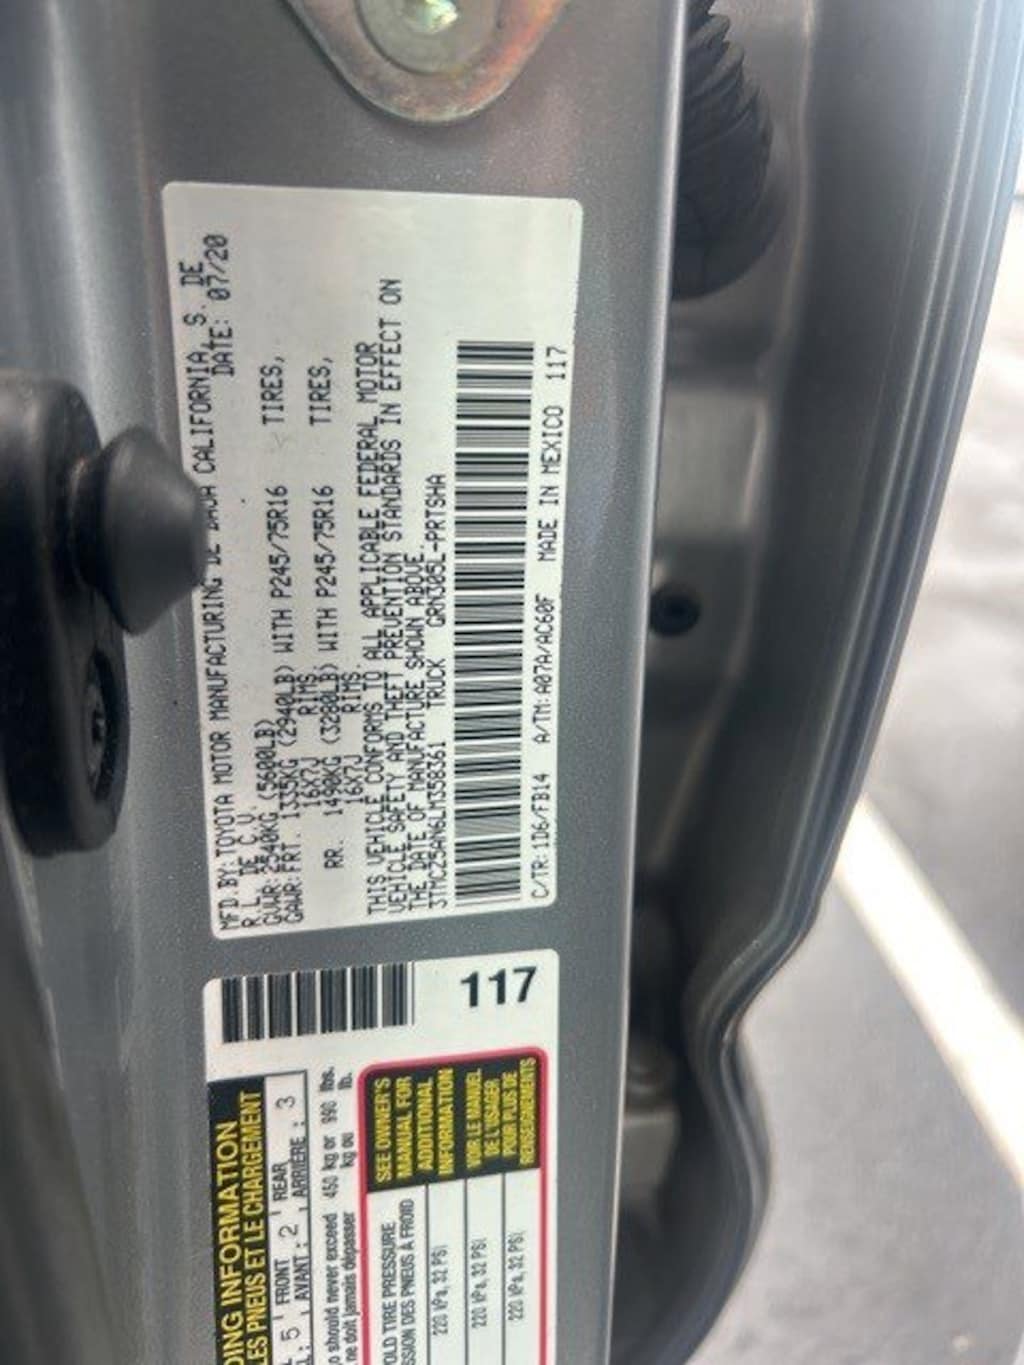 MFD. BY: TOYOTA MOTOR MANUFACTURING DE BAJA CALIFORNIA, S. DE
R.L. DE C.V. DATE: 07/20
GVWR: 2540KG (5600LB)
GAWR: FRT. 1335KG (2940LB) WITH P245/75R16 TIRES,
16X7J RIMS,
RR. 1490KG (3280LB) WITH P245/75R16 TIRES,
16X7J RIMS.
THIS VEHICLE CONFORMS TO ALL APPLICABLE FEDERAL MOTOR
VEHICLE SAFETY AND THEFT PREVENTION STANDARDS IN EFFECT ON
THE DATE OF MANUFACTURE SHOWN ABOVE.
3TMCZ5AN6LM358361 TRUCK GRN305L-PRTSHA
C/TR: 1D6/FB14 A/TM: A07A/AC60F MADE IN MEXICO 117
117
INFORMATION
LES PNEUS ET LE CHARGEMENT
5 FRONT 2 REAR 3
AVANT: ARRIÈRE:
should never exceed 450 kg or 990 lbs.
ne doit jamais dépasser kg ou lb.
TIRE PRESSURE
DES PNEUS À FROID
220 kPa, 32 PSI
220 kPa, 32 PSI
220 kPa, 32 PSI
SEE OWNER'S
MANUAL FOR
ADDITIONAL
INFORMATION
VOIR LE MANUEL
DE L'USAGER
POUR PLUS DE
RENSEIGNEMENTS